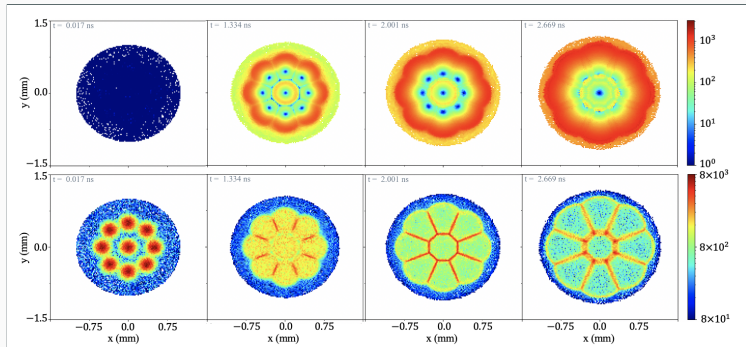 1.5
t = 0.017 ns
t = 1.334 ns
t = 2.001 ns
t = 2.669 ns
10³
y (mm)
0.0
10²
10¹
−1.5
10⁰
1.5
t = 0.017 ns
t = 1.334 ns
t = 2.001 ns
t = 2.669 ns
8×10³
y (mm)
0.0
8×10²
−1.5
8×10¹
−0.75 0.0 0.75
−0.75 0.0 0.75
−0.75 0.0 0.75
−0.75 0.0 0.75
x (mm)
x (mm)
x (mm)
x (mm)